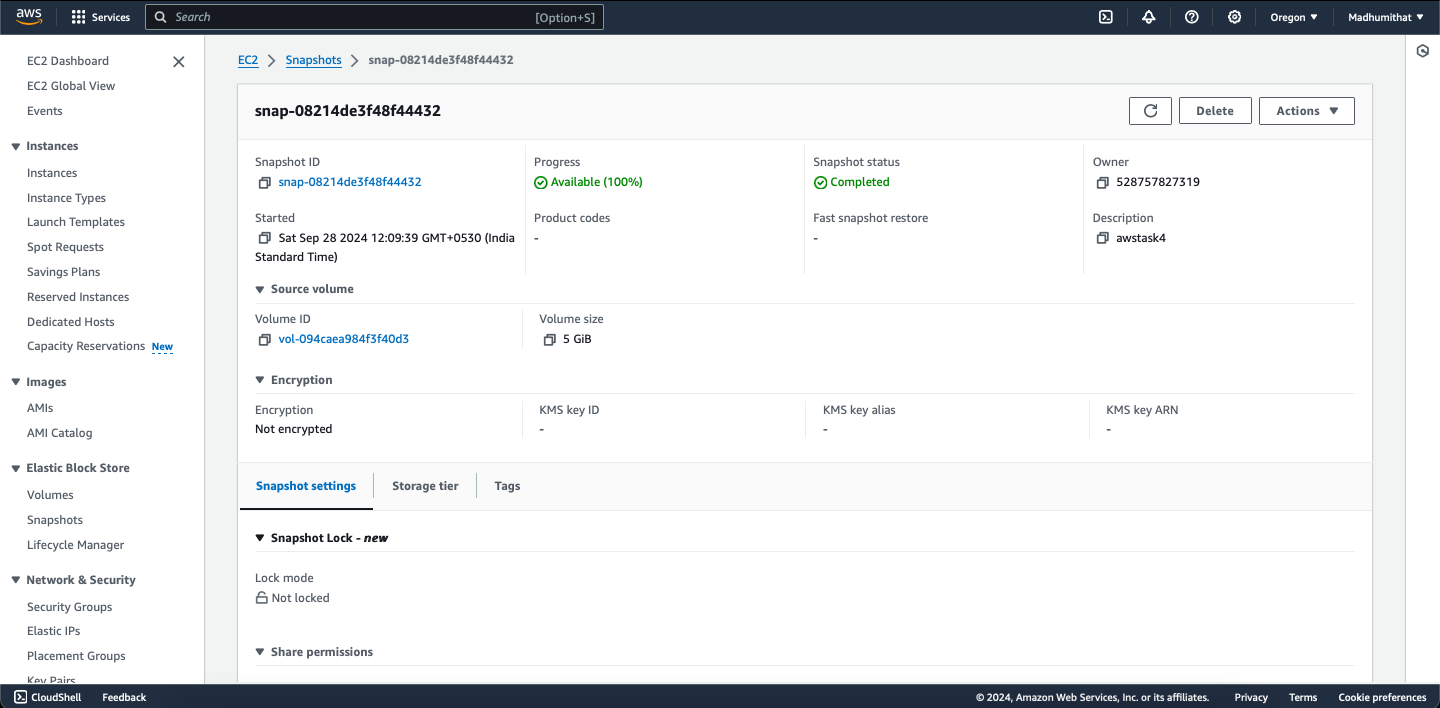 aws Services Search [Option+S] Oregon ▼ Madhumithat ▼
EC2 Dashboard
EC2 Global View
Events
▼ Instances
Instances
Instance Types
Launch Templates
Spot Requests
Savings Plans
Reserved Instances
Dedicated Hosts
Capacity Reservations New
▼ Images
AMIs
AMI Catalog
▼ Elastic Block Store
Volumes
Snapshots
Lifecycle Manager
▼ Network & Security
Security Groups
Elastic IPs
Placement Groups
Key Pairs
EC2 > Snapshots > snap-08214de3f48f44432
snap-08214de3f48f44432 Delete Actions ▼
Snapshot ID Progress Snapshot status Owner
snap-08214de3f48f44432 Available (100%) Completed 528757827319
Started Product codes Fast snapshot restore Description
Sat Sep 28 2024 12:09:39 GMT+0530 (India - - awstask4
Standard Time)
▼ Source volume
Volume ID Volume size
vol-094caea984f3f40d3 5 GiB
▼ Encryption
Encryption KMS key ID KMS key alias KMS key ARN
Not encrypted - - -
Snapshot settings Storage tier Tags
▼ Snapshot Lock - new
Lock mode
Not locked
▼ Share permissions
CloudShell Feedback © 2024, Amazon Web Services, Inc. or its affiliates. Privacy Terms Cookie preferences